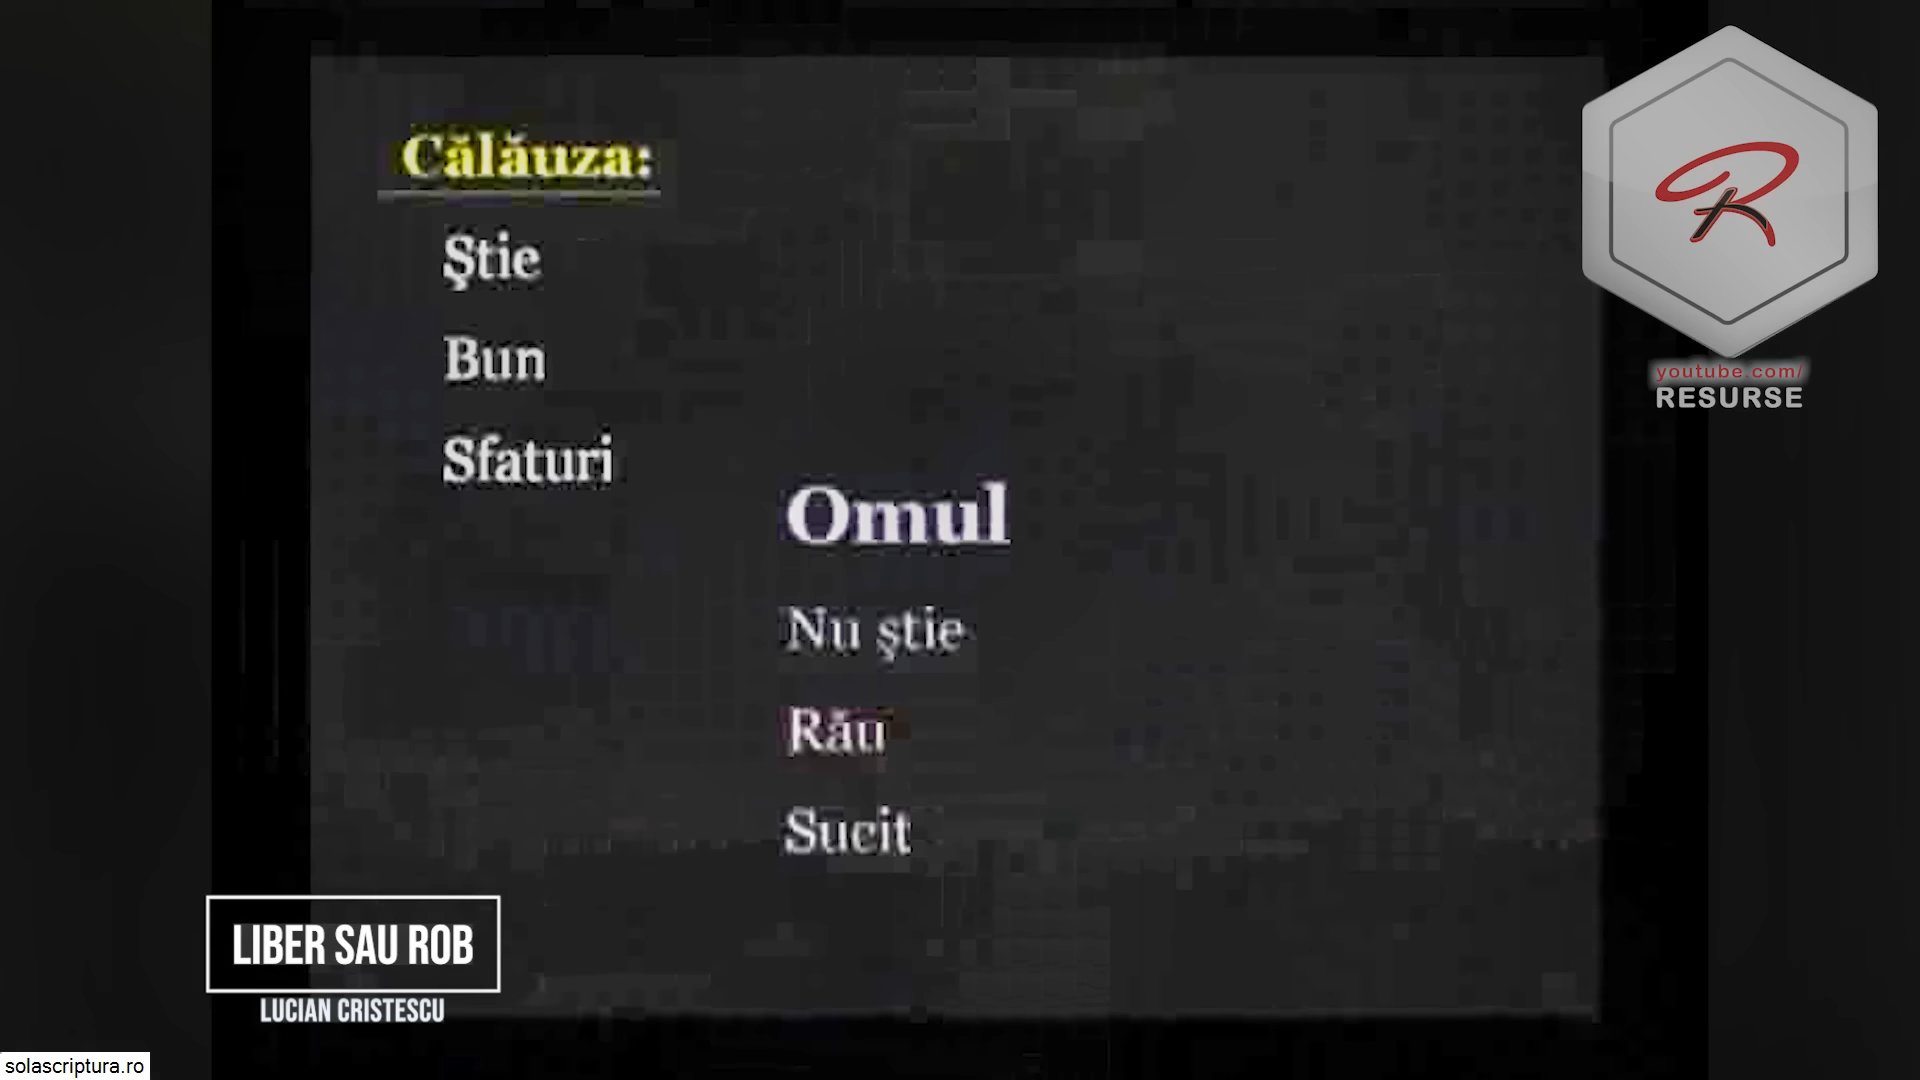 Călăuza:
Ştie
Bun
Sfaturi
Omul
Nu ştie
Rău
Sucit
youtube.com/
RESURSE
LIBER SAU ROB
LUCIAN CRISTESCU
solascriptura.ro